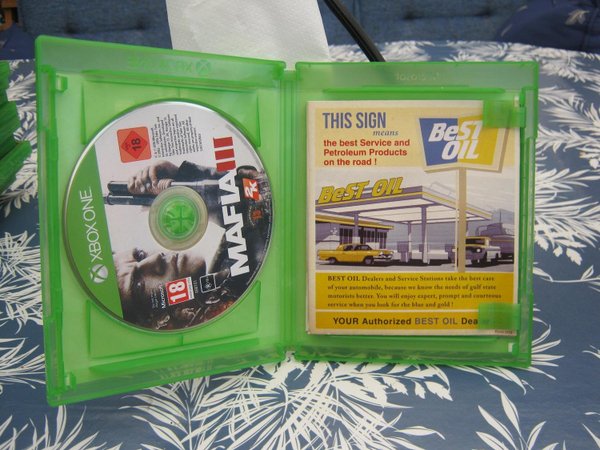 XBOX ONE
18
MAFIA III
2K
18
THIS SIGN
means
the best Service and
Petroleum Products
on the road !
BeST
OIL
BeST OIL
BEST OIL Dealers and Service Stations take the best care
of your automobile, because we know the needs of gulf state
motorists better. You will enjoy expert, prompt and courteous
service when you look for the blue and gold !
YOUR Authorized BEST OIL Dealer